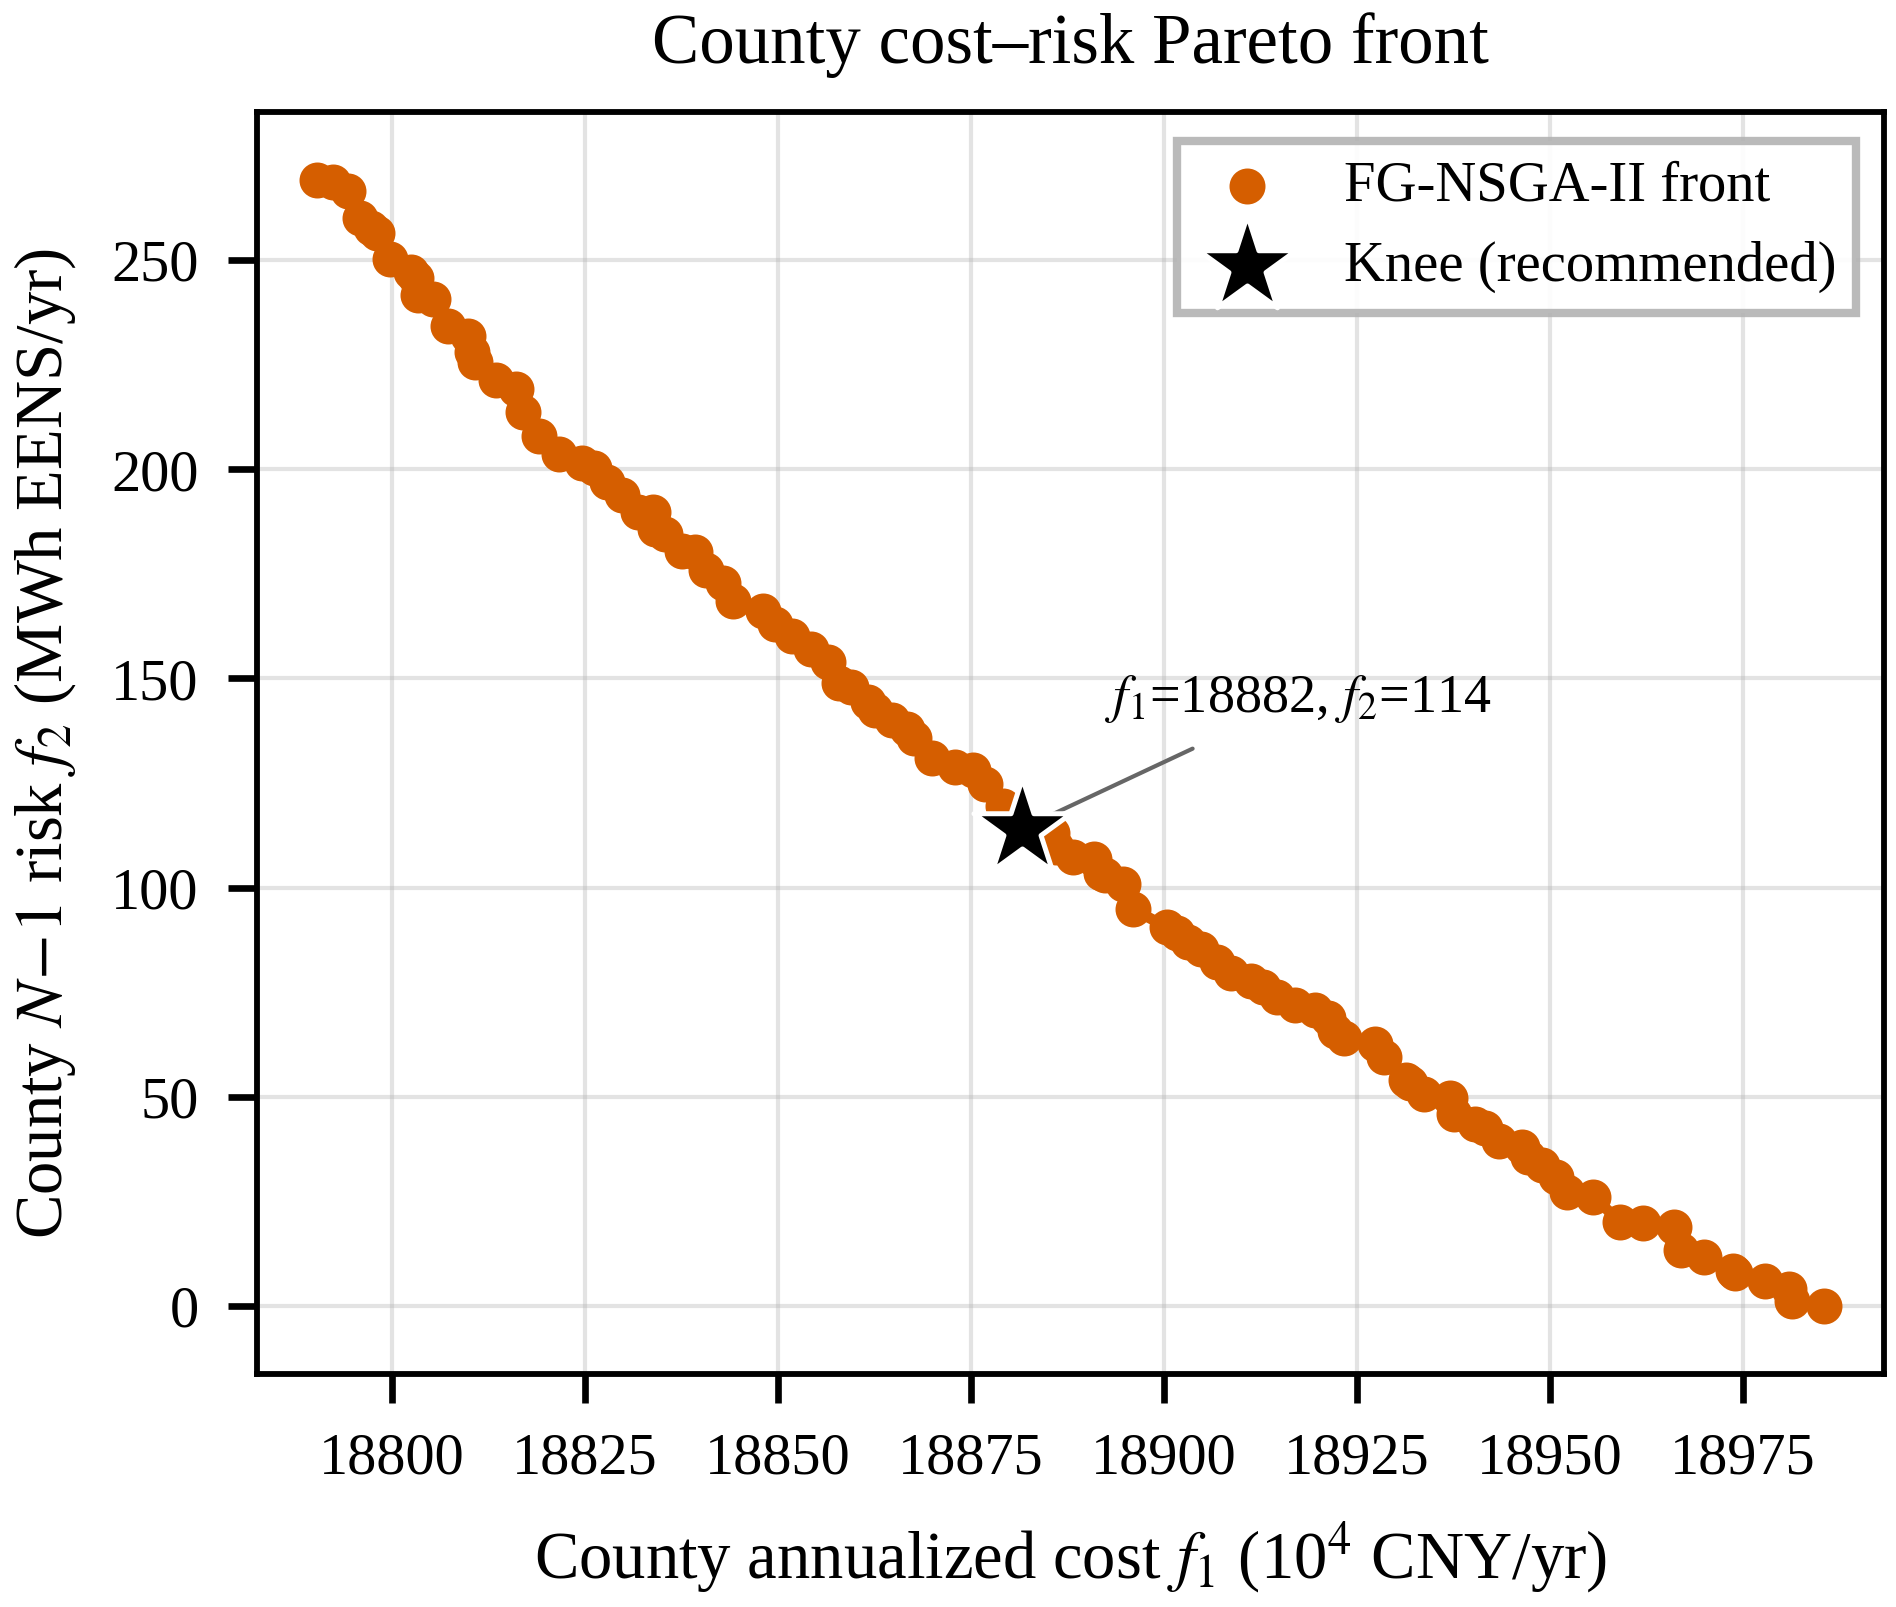 County cost–risk Pareto front
FG-NSGA-II front
Knee (recommended)
f₁=18882, f₂=114
County N−1 risk f₂ (MWh EENS/yr)
250
200
150
100
50
0
18800 18825 18850 18875 18900 18925 18950 18975
County annualized cost f₁ (10⁴ CNY/yr)